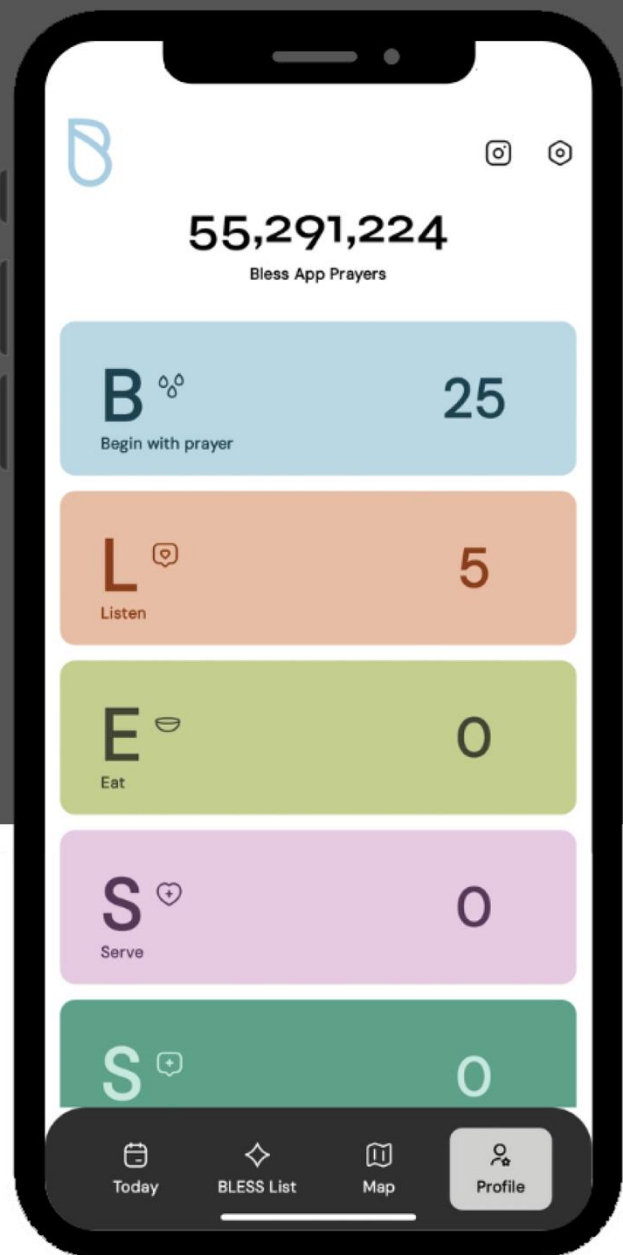 B
55,291,224
Bless App Prayers
B 25
Begin with prayer
L 5
Listen
E 0
Eat
S 0
Serve
S 0
Today BLESS List Map Profile